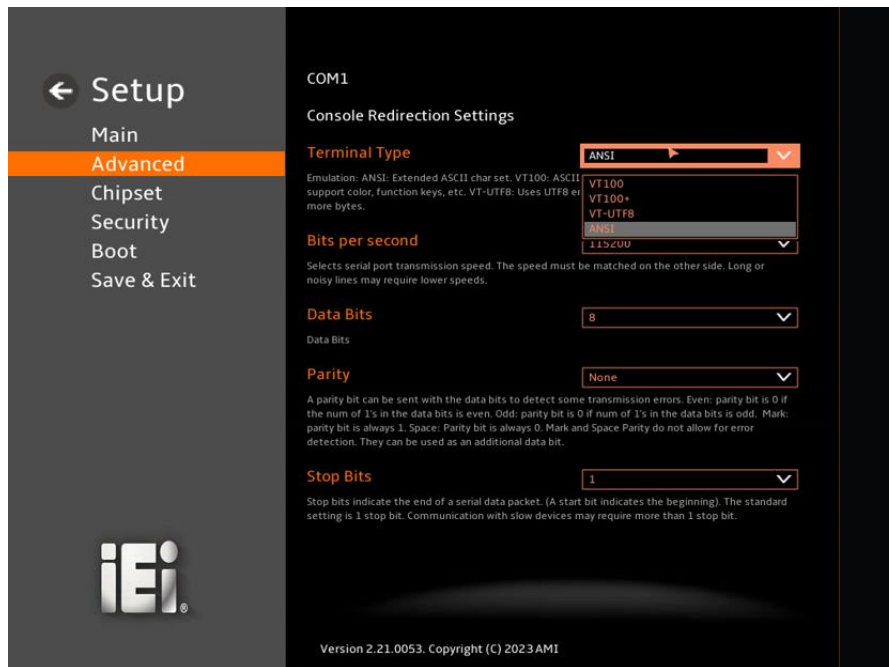 Setup
Main
Advanced
Chipset
Security
Boot
Save & Exit
iEi®
COM1
Console Redirection Settings
Terminal Type
ANSI
Emulation: ANSI: Extended ASCII char set. VT100: ASCII
support color, function keys, etc. VT-UTF8: Uses UTF8
more bytes.
VT100
VT100+
VT-UTF8
ANSI
Bits per second
115200
Selects serial port transmission speed. The speed must be matched on the other side. Long or
noisy lines may require lower speeds.
Data Bits
8
Data Bits
Parity
None
A parity bit can be sent with the data bits to detect some transmission errors. Even: parity bit is 0 if
the num of 1's in the data bits is even. Odd: parity bit is 0 if num of 1's in the data bits is odd. Mark:
parity bit is always 1. Space: Parity bit is always 0. Mark and Space Parity do not allow for error
detection. They can be used as an additional data bit.
Stop Bits
1
Stop bits indicate the end of a serial data packet. (A start bit indicates the beginning). The standard
setting is 1 stop bit. Communication with slow devices may require more than 1 stop bit.
Version 2.21.0053. Copyright (C) 2023 AMI